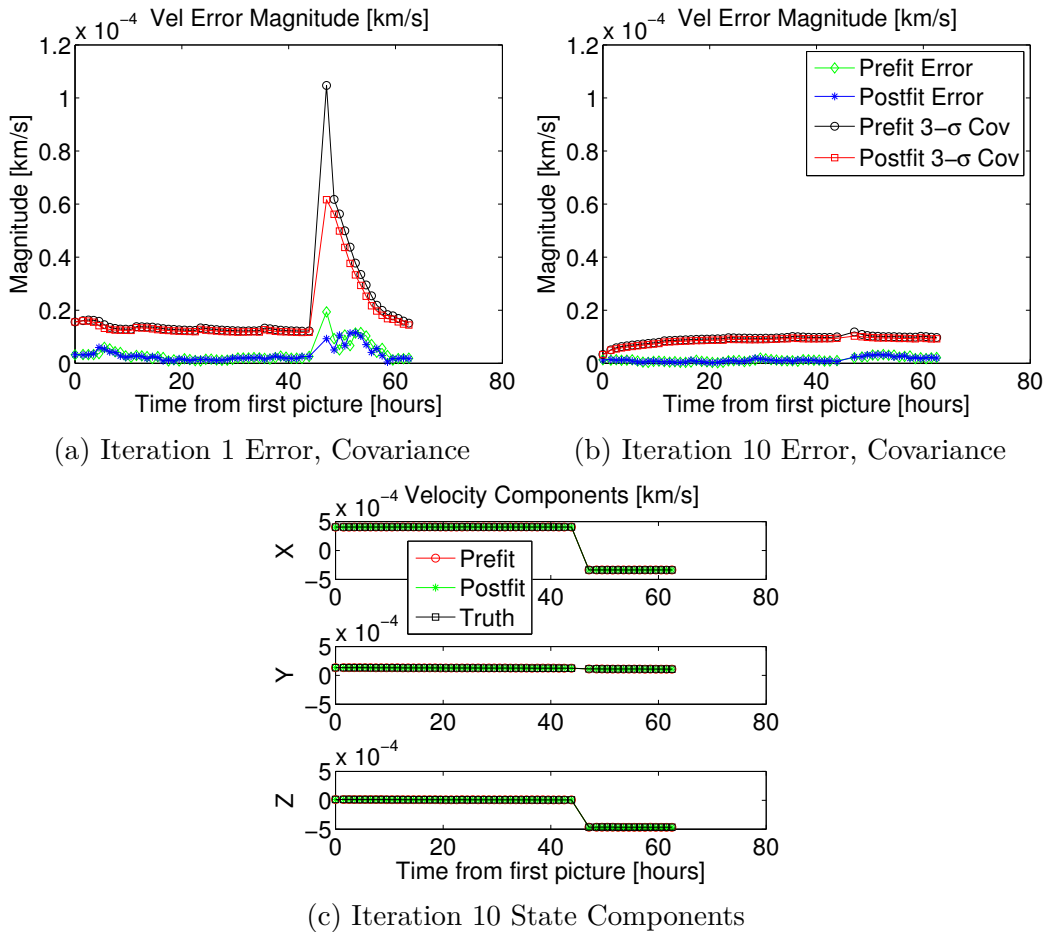 x 10⁻⁴ Vel Error Magnitude [km/s]
1.2
1
0.8
0.6
0.4
0.2
0
Magnitude [km/s]
0 20 40 60 80
Time from first picture [hours]
(a) Iteration 1 Error, Covariance
x 10⁻⁴ Vel Error Magnitude [km/s]
1.2
1
0.8
0.6
0.4
0.2
0
Magnitude [km/s]
Prefit Error
Postfit Error
Prefit 3−σ Cov
Postfit 3−σ Cov
0 20 40 60 80
Time from first picture [hours]
(b) Iteration 10 Error, Covariance
x 10⁻⁴ Velocity Components [km/s]
5
0
−5
X
0 20 40 60 80
Prefit
Postfit
Truth
x 10⁻⁴
5
0
−5
Y
0 20 40 60 80
x 10⁻⁴
5
0
−5
Z
0 20 40 60 80
Time from first picture [hours]
(c) Iteration 10 State Components